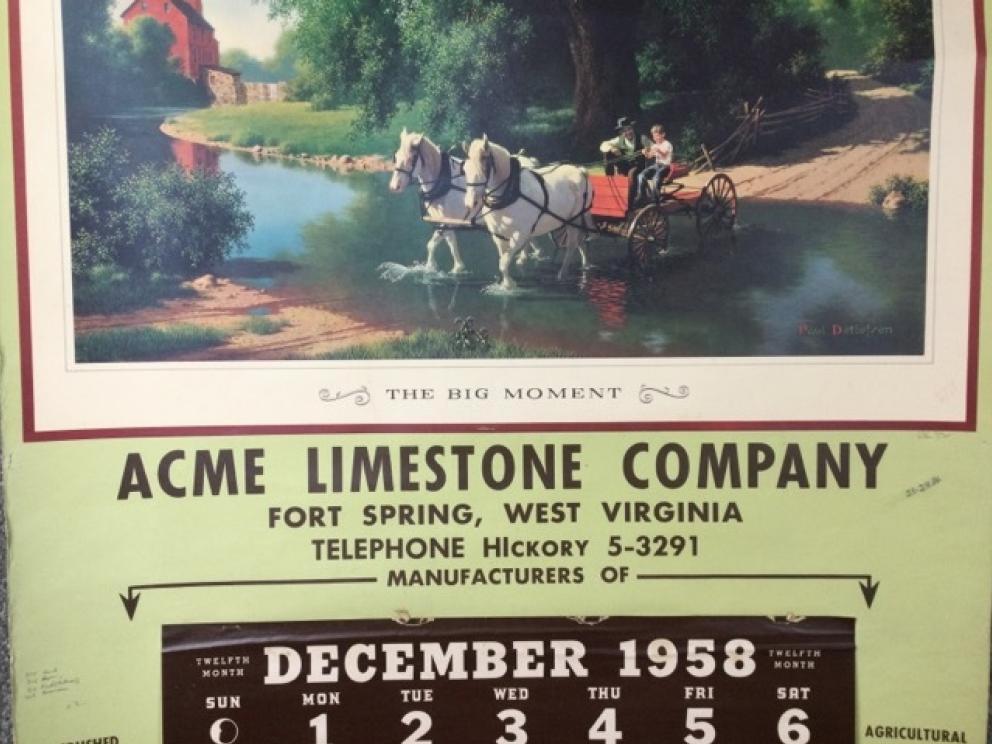 Paul Detlefsen
THE BIG MOMENT
ACME LIMESTONE COMPANY
FORT SPRING, WEST VIRGINIA
TELEPHONE HIckory 5-3291
MANUFACTURERS OF
TWELFTH MONTH DECEMBER 1958 TWELFTH MONTH
SUN MON TUE WED THU FRI SAT
1 2 3 4 5 6
AGRICULTURAL